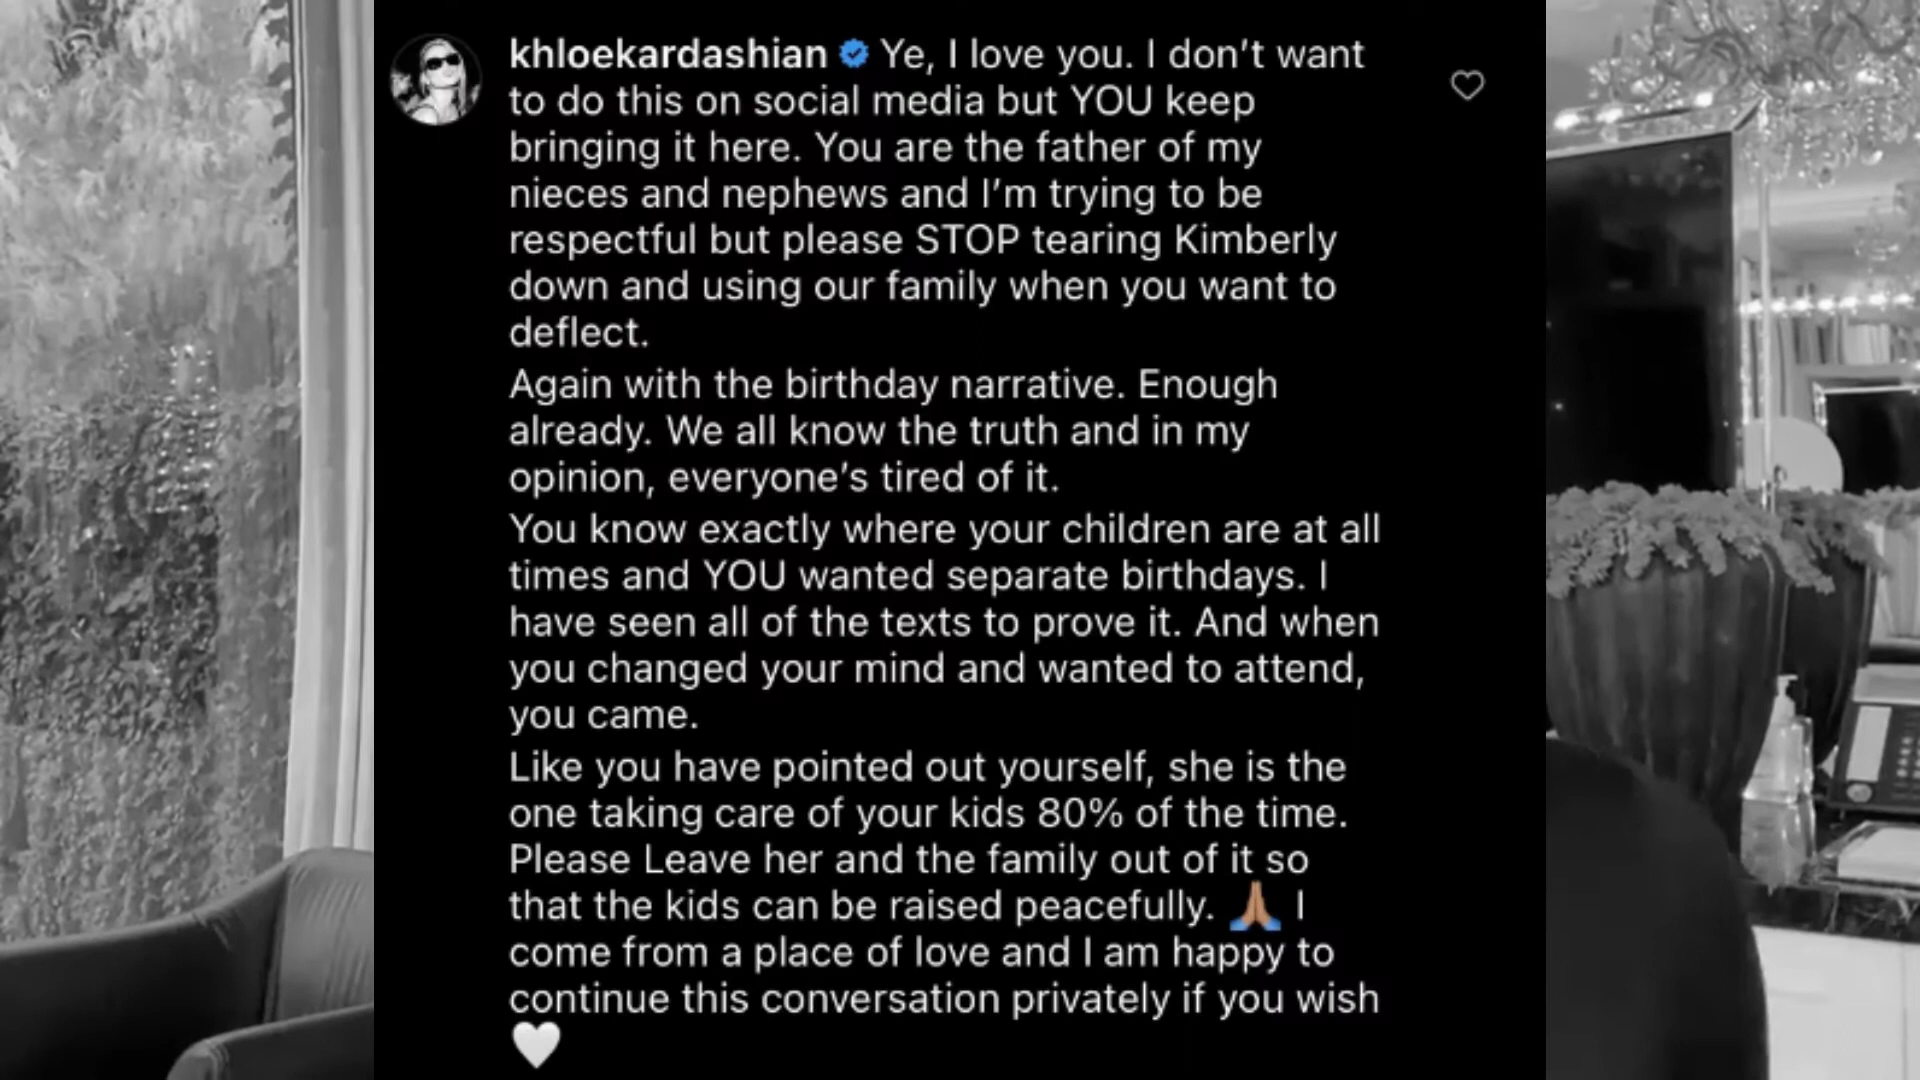 khloekardashian Ye, I love you. I don’t want
to do this on social media but YOU keep
bringing it here. You are the father of my
nieces and nephews and I’m trying to be
respectful but please STOP tearing Kimberly
down and using our family when you want to
deflect.
Again with the birthday narrative. Enough
already. We all know the truth and in my
opinion, everyone’s tired of it.
You know exactly where your children are at all
times and YOU wanted separate birthdays. I
have seen all of the texts to prove it. And when
you changed your mind and wanted to attend,
you came.
Like you have pointed out yourself, she is the
one taking care of your kids 80% of the time.
Please Leave her and the family out of it so
that the kids can be raised peacefully. 🙏🏽 I
come from a place of love and I am happy to
continue this conversation privately if you wish
🤍